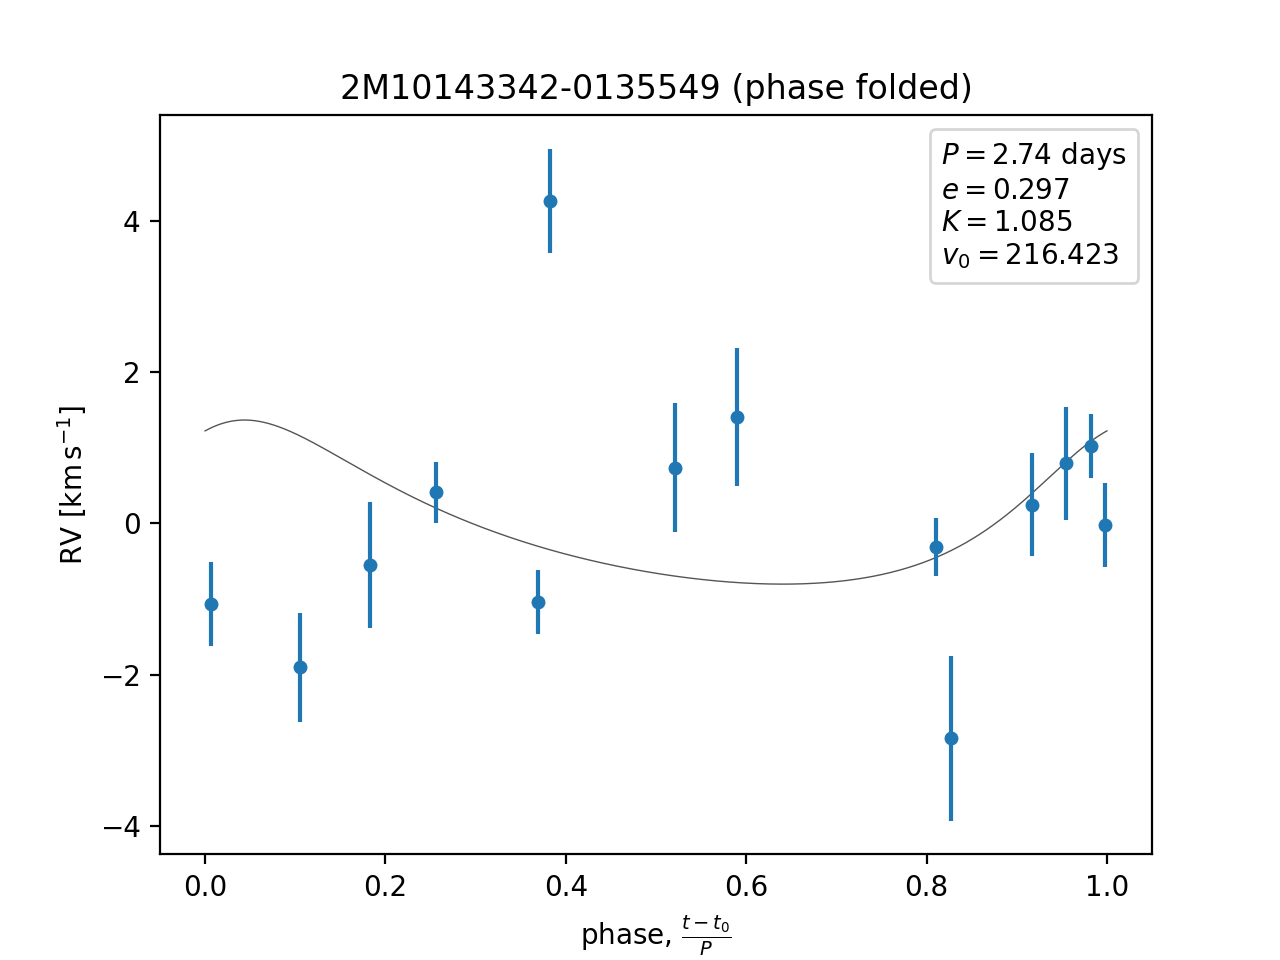 2M10143342-0135549 (phase folded)
P = 2.74 days
e = 0.297
K = 1.085
v₀ = 216.423
RV [km s⁻¹]
4
2
0
−2
−4
0.0 0.2 0.4 0.6 0.8 1.0
phase, (t − t₀)/P